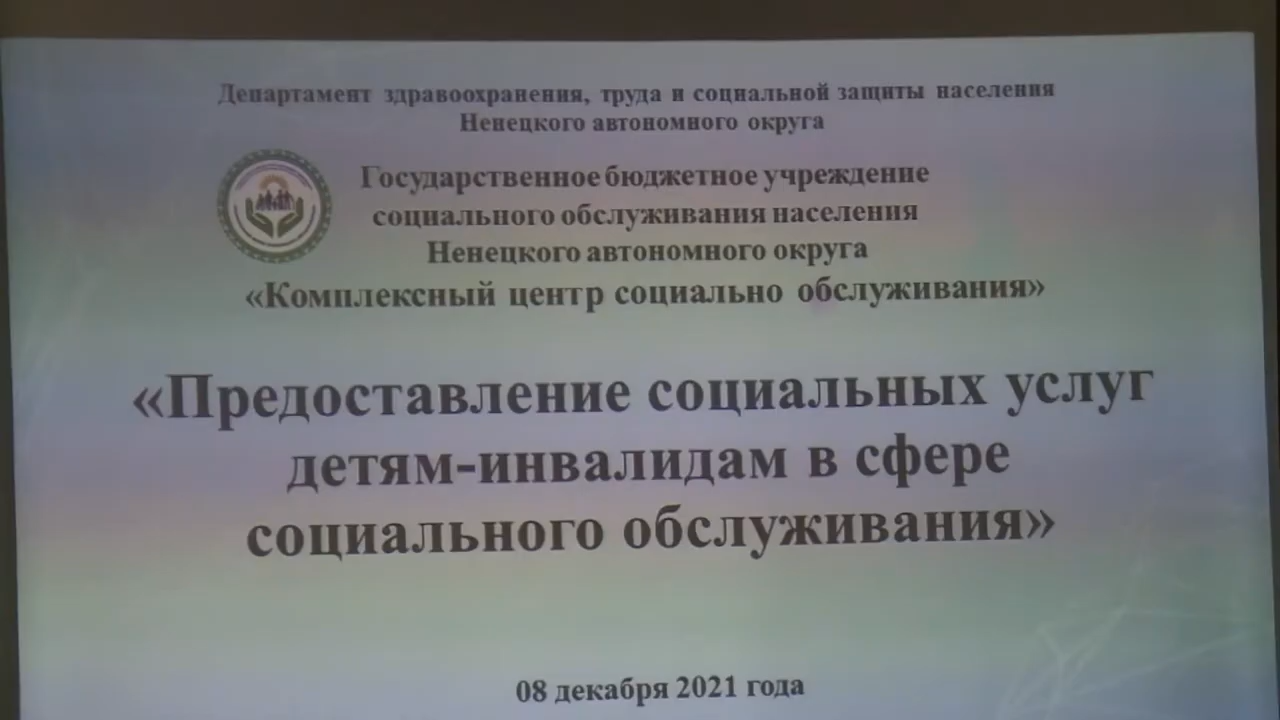 Департамент здравоохранения, труда и социальной защиты населения
Ненецкого автономного округа
Государственное бюджетное учреждение
социального обслуживания населения
Ненецкого автономного округа
«Комплексный центр социально обслуживания»
«Предоставление социальных услуг
детям-инвалидам в сфере
социального обслуживания»
08 декабря 2021 года